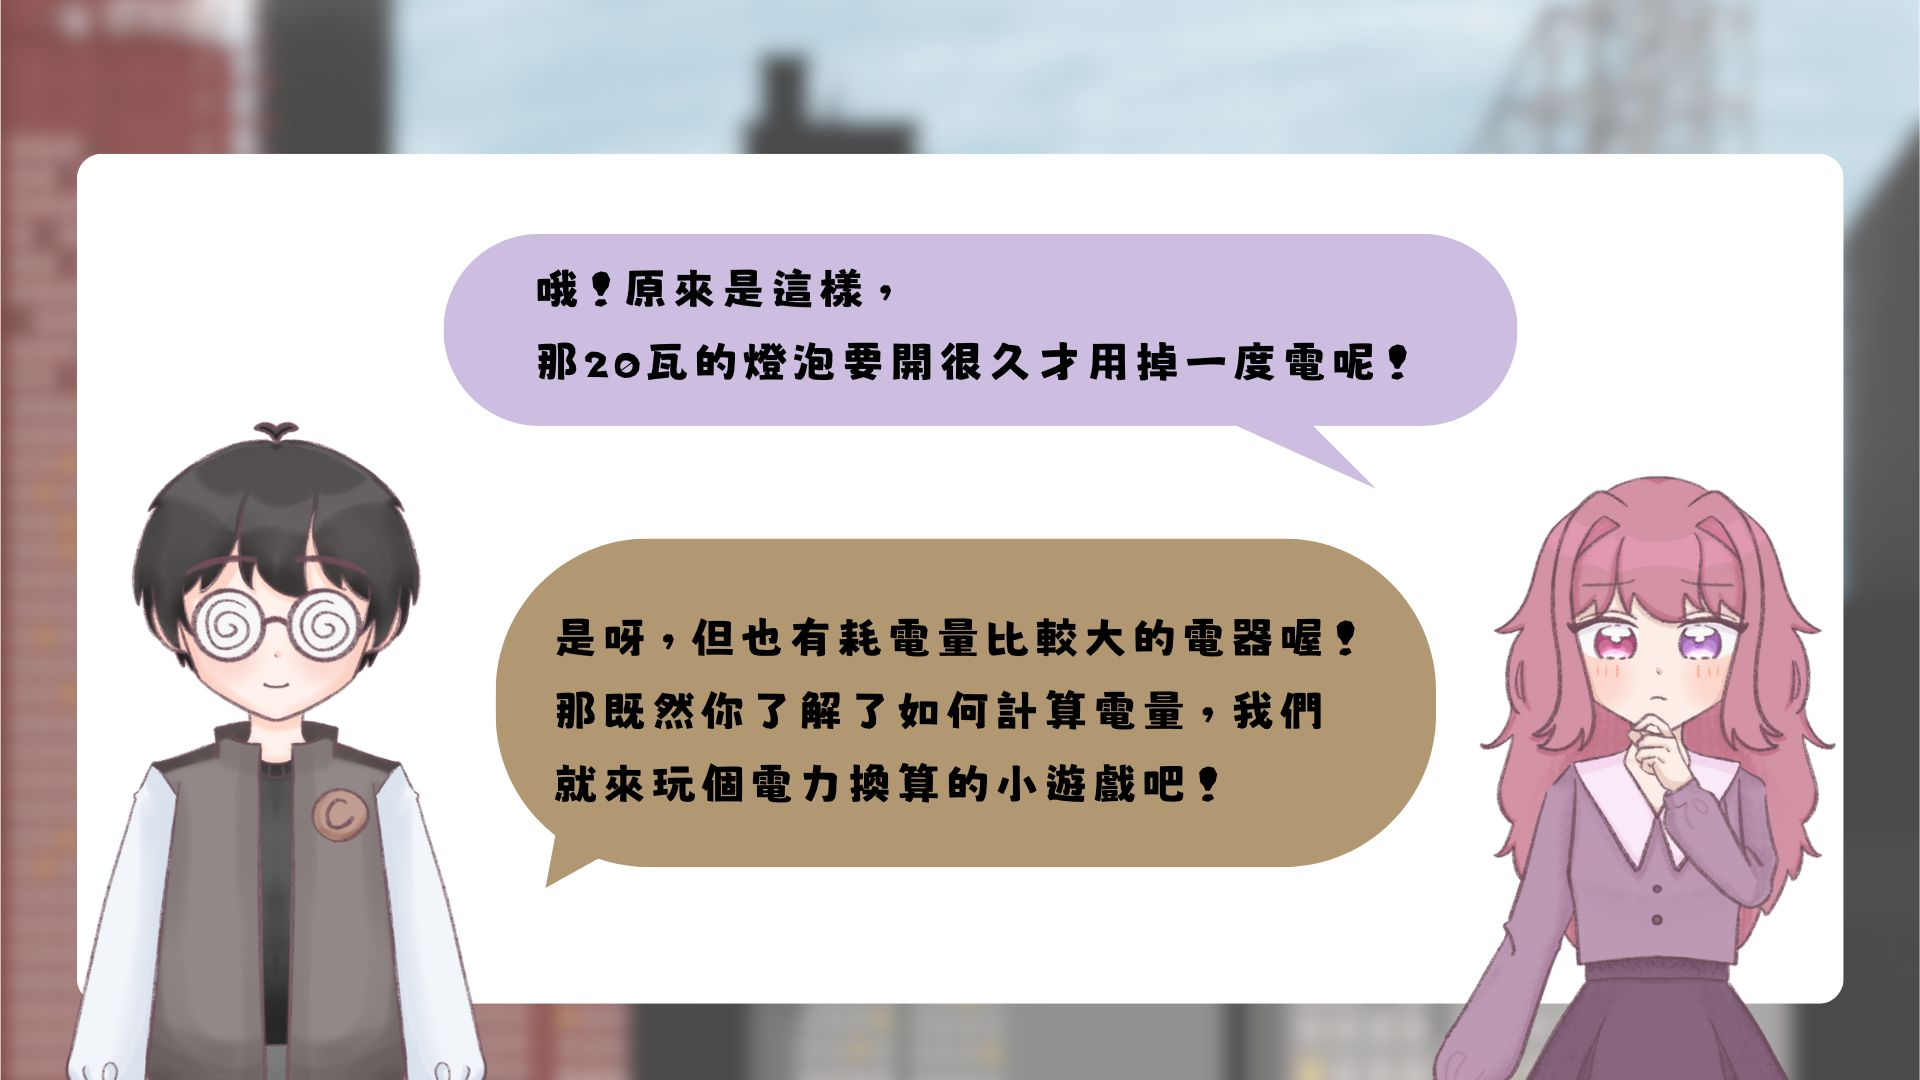 哦！原來是這樣，
那20瓦的燈泡要開很久才用掉一度電呢！
是呀，但也有耗電量比較大的電器喔！
那既然你了解了如何計算電量，我們
就來玩個電力換算的小遊戲吧！
C